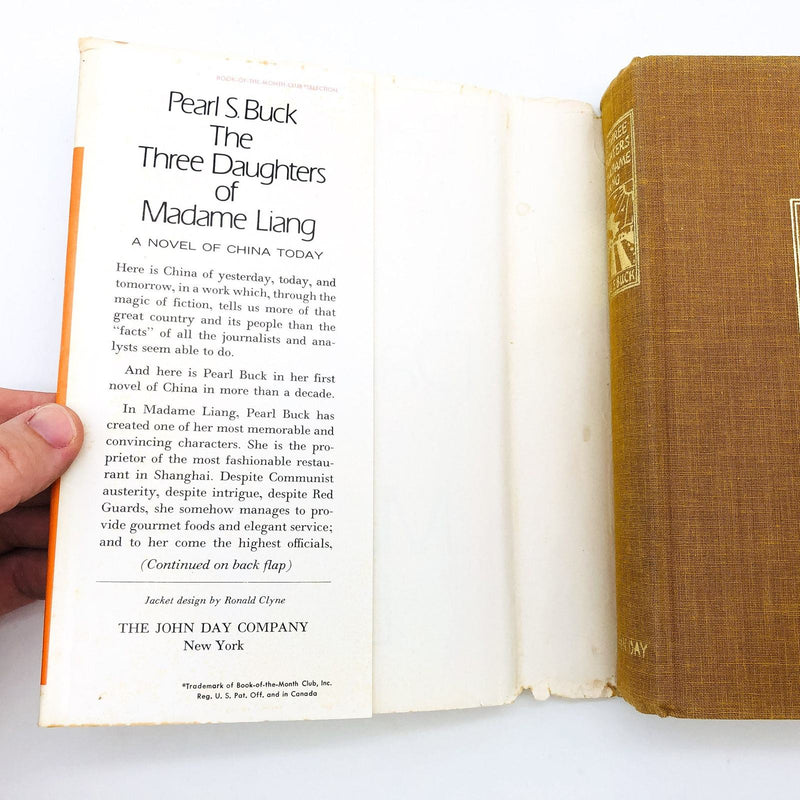 BOOK-OF-THE-MONTH CLUB* SELECTION
Pearl S. Buck
The
Three Daughters
of
Madame Liang
A NOVEL OF CHINA TODAY
Here is China of yesterday, today, and
tomorrow, in a work which, through the
magic of fiction, tells us more of that
great country and its people than the
"facts" of all the journalists and ana-
lysts seem able to do.
And here is Pearl Buck in her first
novel of China in more than a decade.
In Madame Liang, Pearl Buck has
created one of her most memorable and
convincing characters. She is the pro-
prietor of the most fashionable restau-
rant in Shanghai. Despite Communist
austerity, despite intrigue, despite Red
Guards, she somehow manages to pro-
vide gourmet foods and elegant service;
and to her come the highest officials,
(Continued on back flap)
Jacket design by Ronald Clyne
THE JOHN DAY COMPANY
New York
*Trademark of Book-of-the-Month Club, Inc.
Reg. U. S. Pat. Off. and in Canada
THREE
LIANG
S. BUCK
DAY